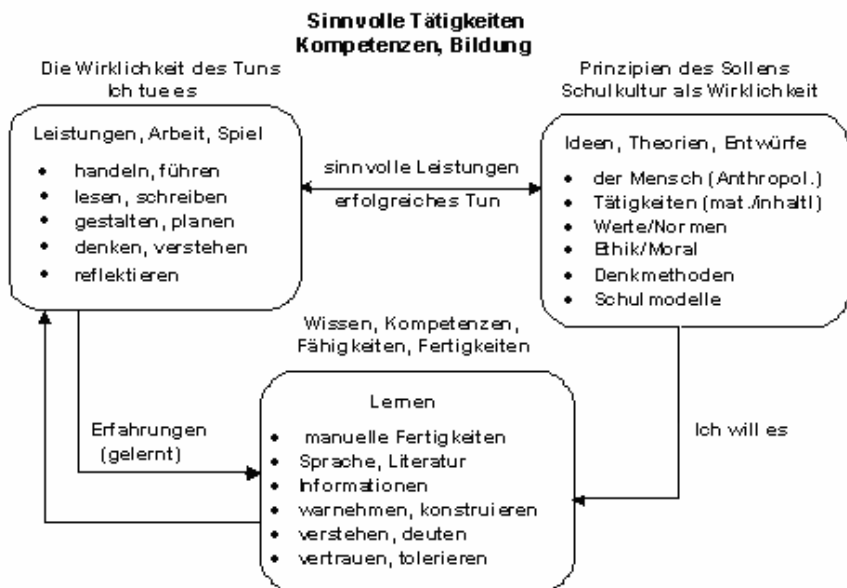 Sinnvolle Tätigkeiten
Kompetenzen, Bildung
Die Wirklichkeit des Tuns
Ich tue es
Prinzipien des Sollens
Schulkultur als Wirklichkeit
Leistungen, Arbeit, Spiel
• handeln, führen
• lesen, schreiben
• gestalten, planen
• denken, verstehen
• reflektieren
sinnvolle Leistungen
erfolgreiches Tun
Ideen, Theorien, Entwürfe
• der Mensch (Anthropol.)
• Tätigkeiten (mat./inhaltl)
• Werte/Normen
• Ethik/Moral
• Denkmethoden
• Schulmodelle
Wissen, Kompetenzen,
Fähigkeiten, Fertigkeiten
Erfahrungen
(gelernt)
Lernen
• manuelle Fertigkeiten
• Sprache, Literatur
• Informationen
• warnehmen, konstruieren
• verstehen, deuten
• vertrauen, tolerieren
Ich will es